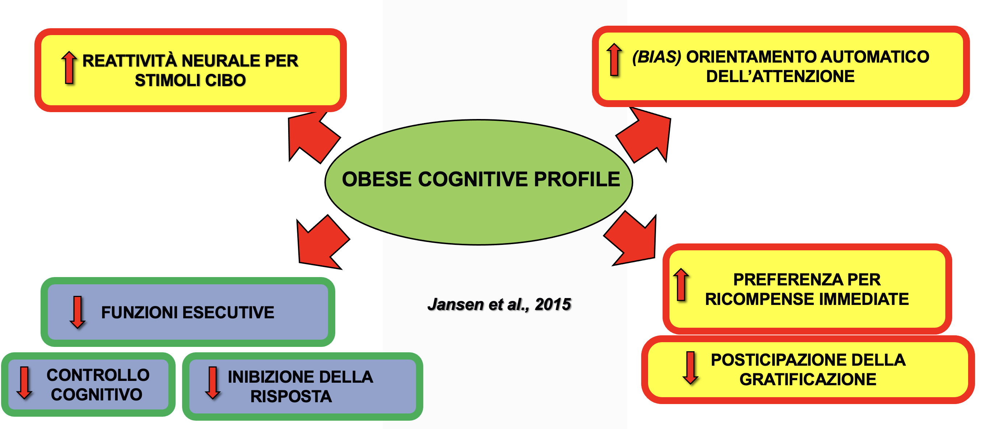 REATTIVITÀ NEURALE PER
STIMOLI CIBO
(BIAS) ORIENTAMENTO AUTOMATICO
DELL’ATTENZIONE
OBESE COGNITIVE PROFILE
Jansen et al., 2015
FUNZIONI ESECUTIVE
CONTROLLO
COGNITIVO
INIBIZIONE DELLA
RISPOSTA
PREFERENZA PER
RICOMPENSE IMMEDIATE
POSTICIPAZIONE DELLA
GRATIFICAZIONE